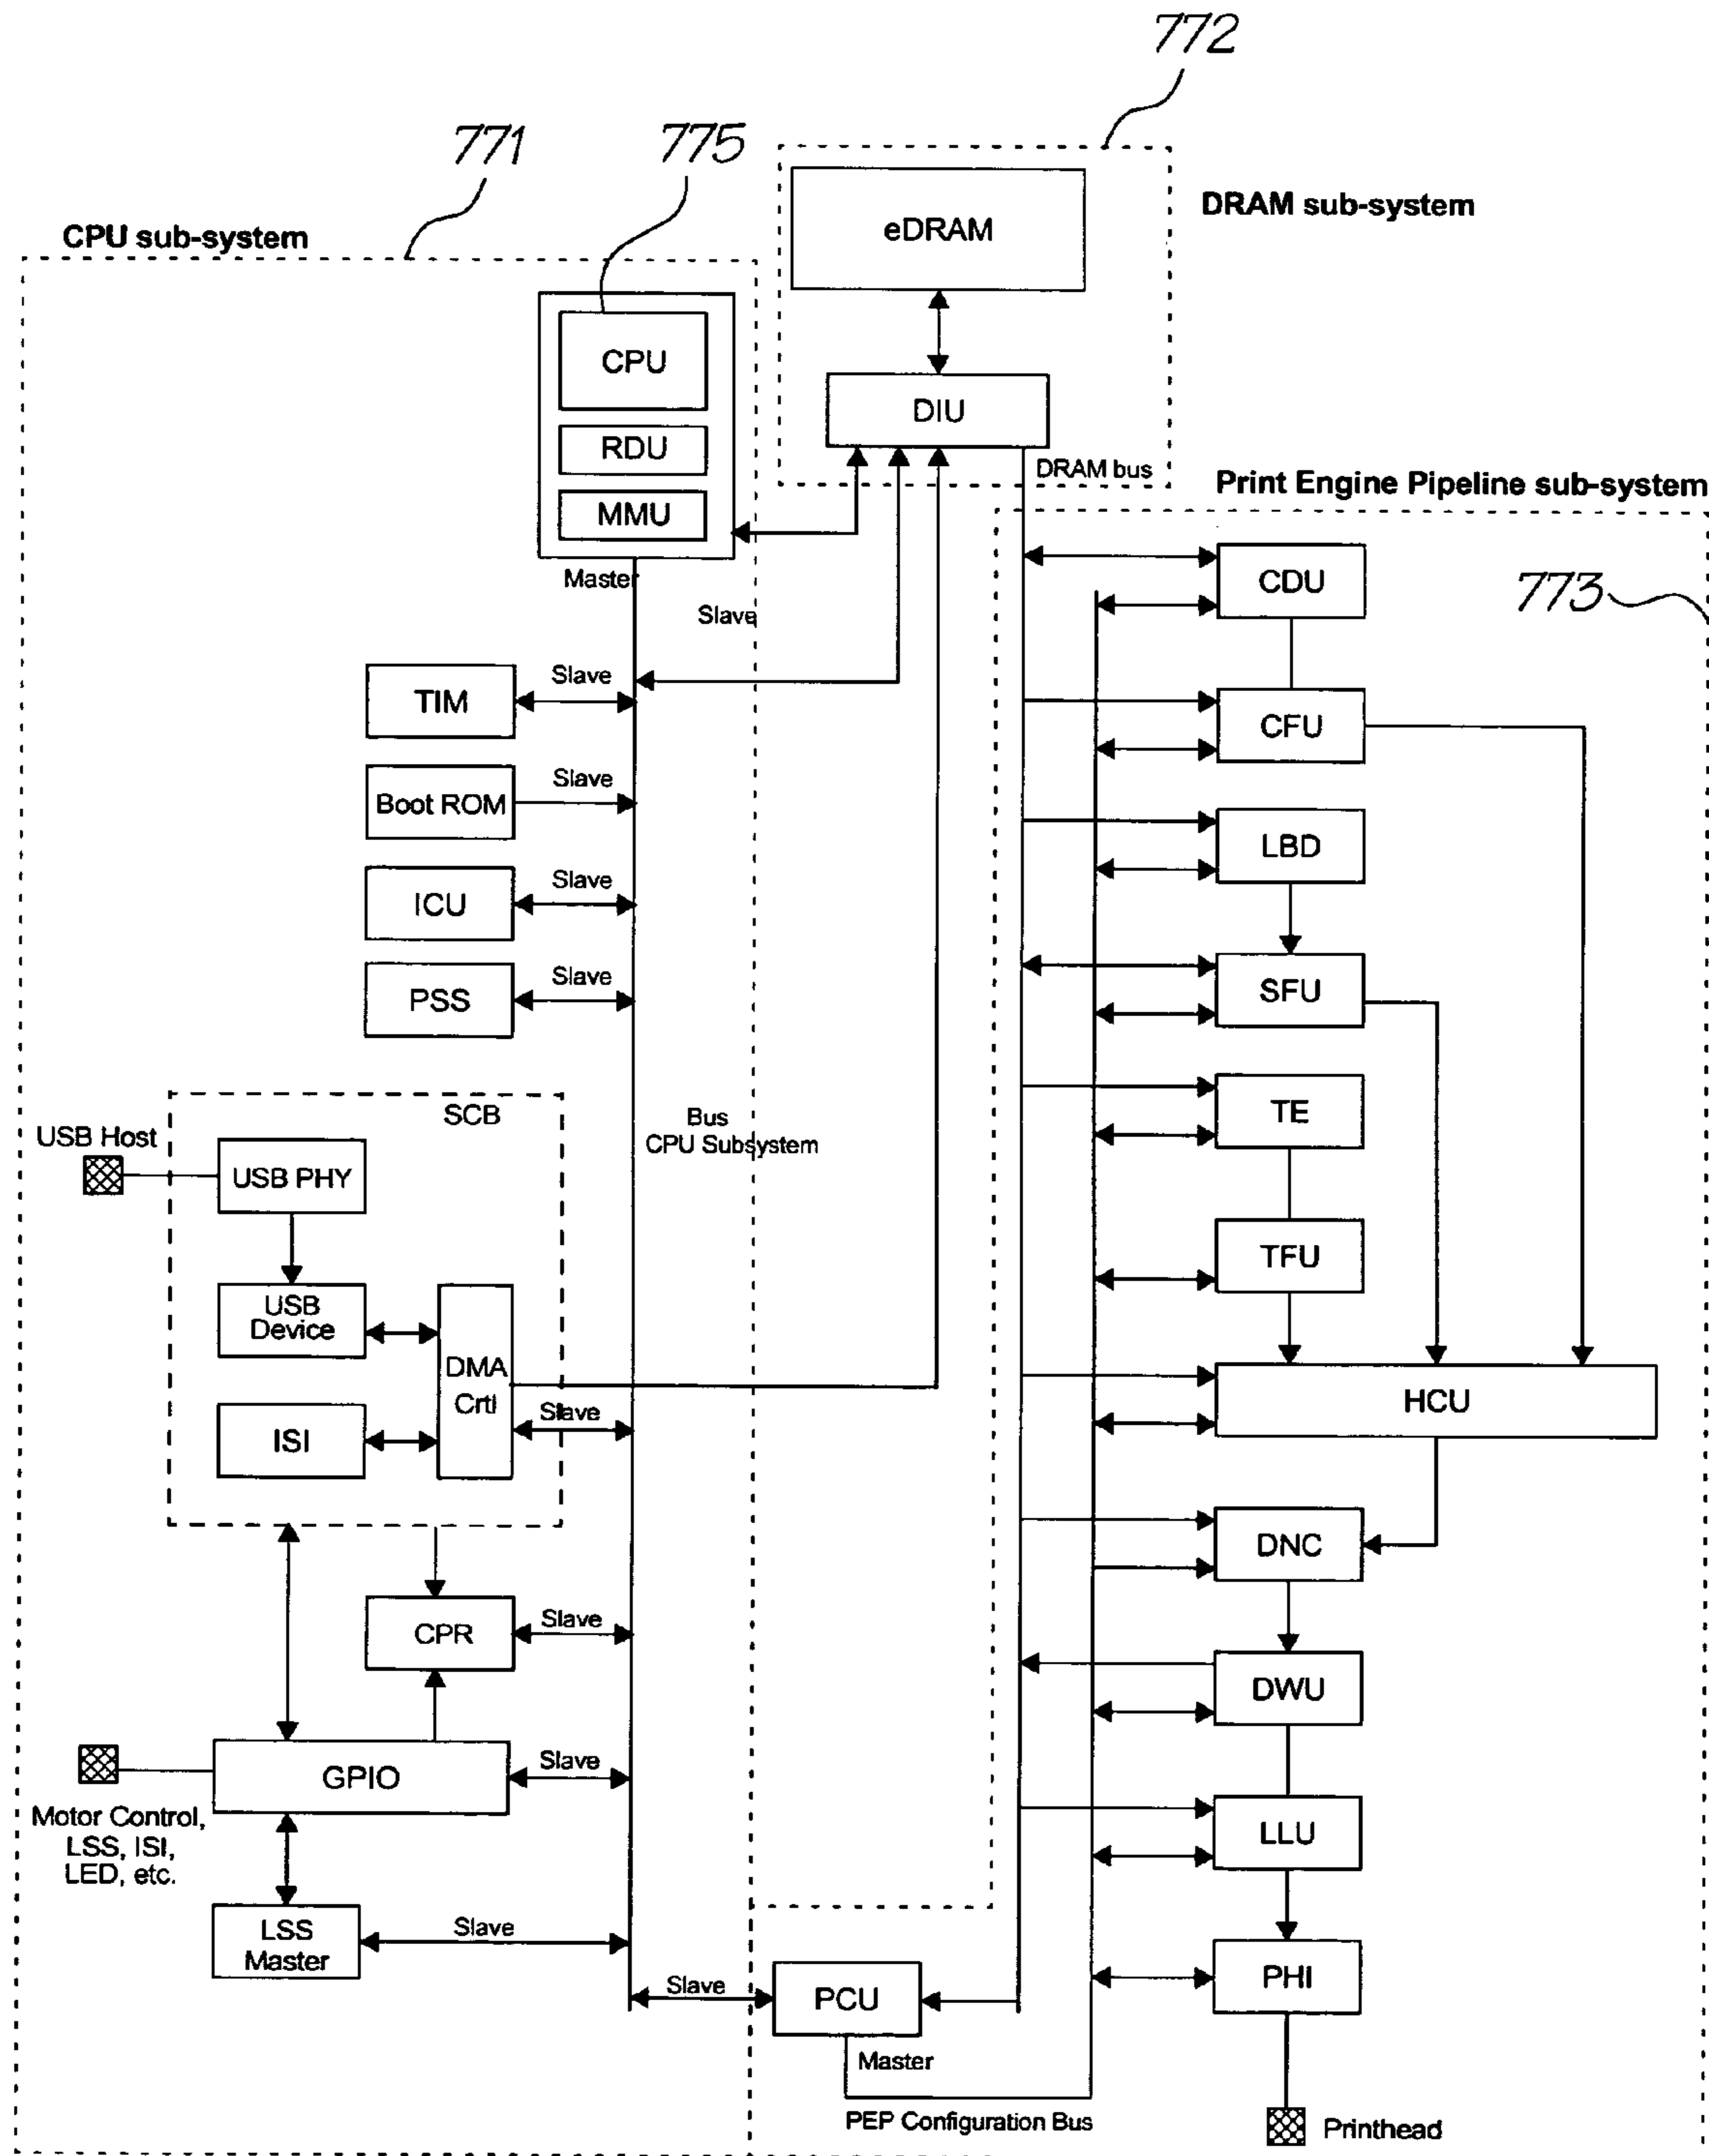 772
771
775
DRAM sub-system
CPU sub-system
eDRAM
CPU
DIU
RDU
DRAM bus
Print Engine Pipeline sub-system
MMU
Master
CDU
773
Slave
Slave
TIM
CFU
Slave
Boot ROM
LBD
Slave
ICU
Slave
PSS
SFU
SCB
TE
Bus
CPU Subsystem
USB Host
USB PHY
TFU
USB
Device
DMA
Crtl
HCU
Slave
ISI
DNC
Slave
CPR
DWU
Slave
GPIO
Motor Control,
LSS, ISI,
LED, etc.
LLU
LSS
Master
Slave
PHI
Slave
PCU
Master
PEP Configuration Bus
Printhead